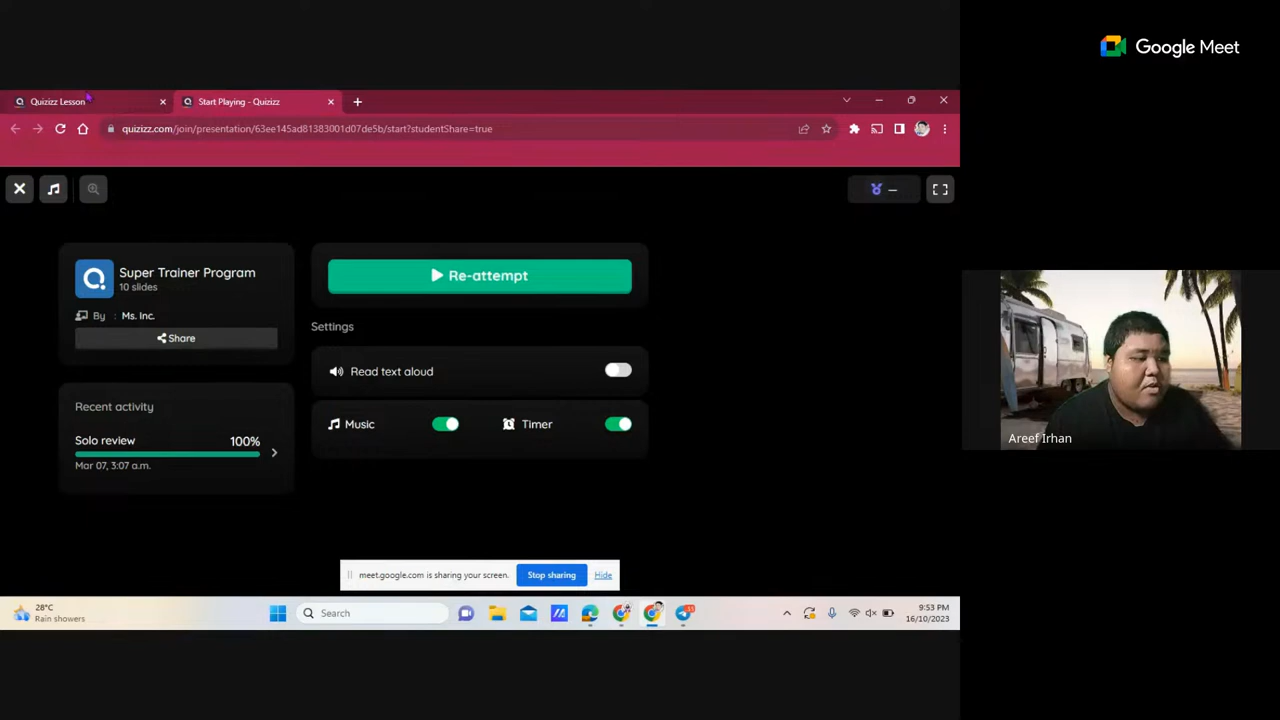 Google Meet
Quizizz Lesson
Start Playing - Quizizz
quizizz.com/join/presentation/63ee145ad81383001d07de5b/start?studentShare=true
Super Trainer Program
10 slides
By : Ms. Inc.
Share
Re-attempt
Settings
Read text aloud
Music
Timer
Recent activity
Solo review 100%
Mar 07, 3:07 a.m.
Areef Irhan
meet.google.com is sharing your screen. Stop sharing Hide
28°C
Rain showers
Search
9:53 PM
16/10/2023